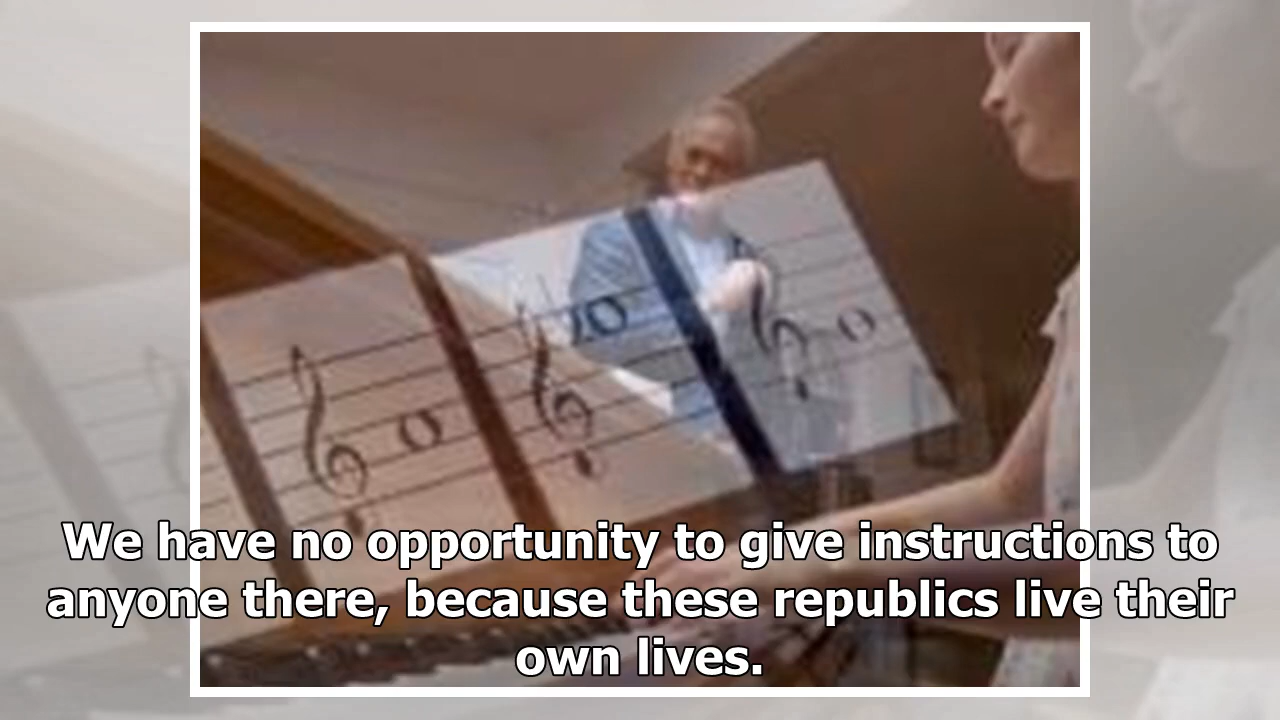 We have no opportunity to give instructions to
anyone there, because these republics live their
own lives.